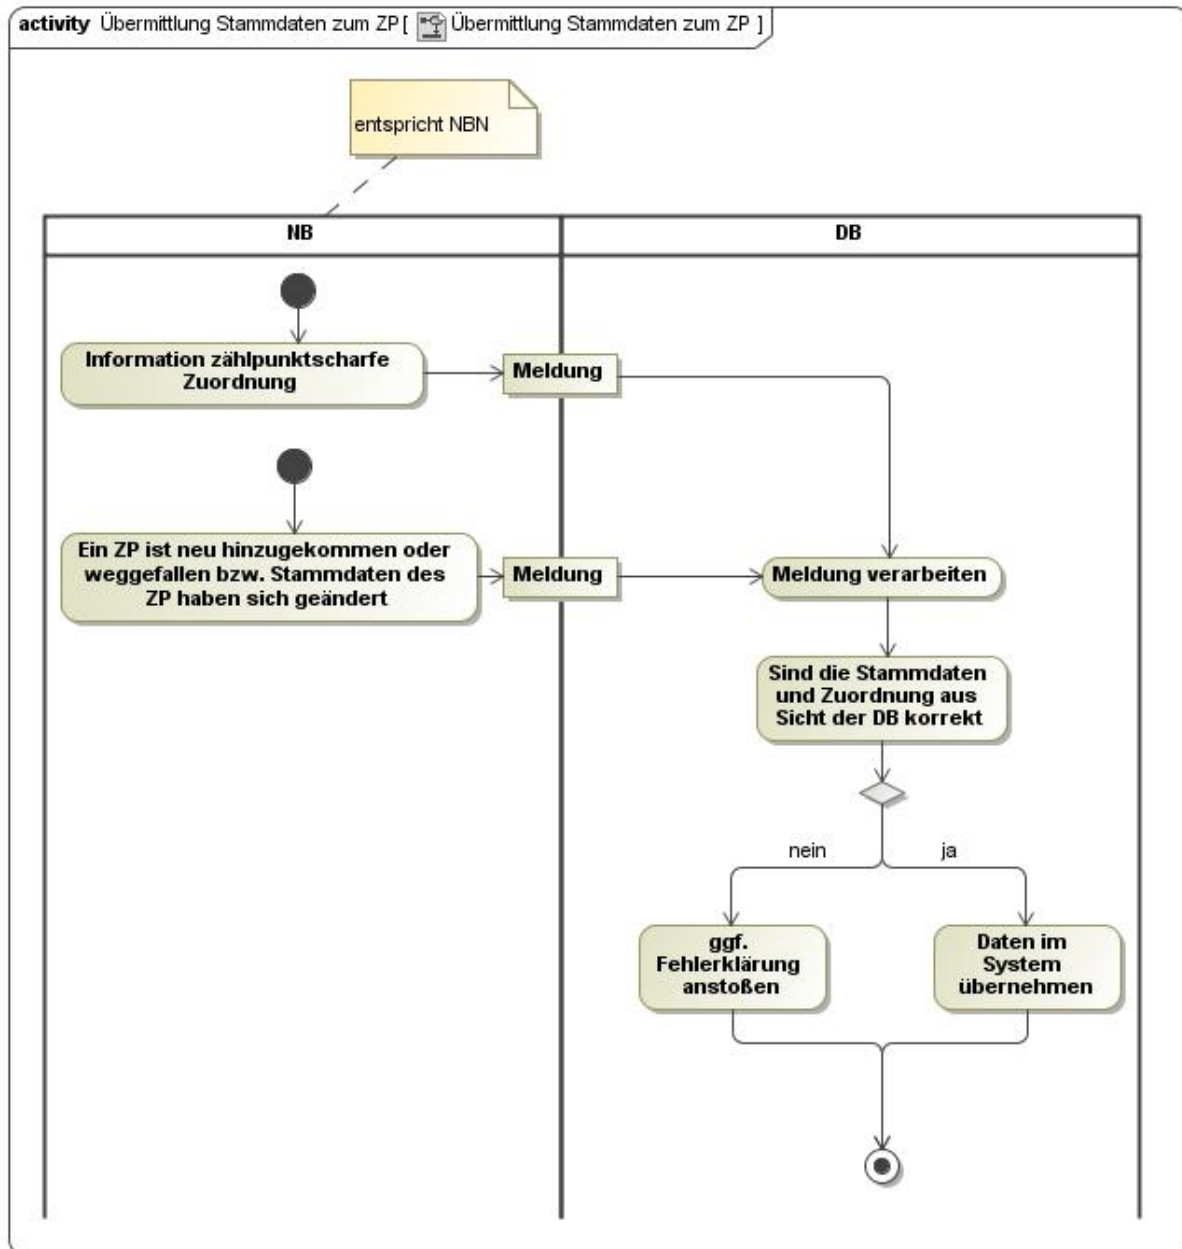 activity Übermittlung Stammdaten zum ZP [ Übermittlung Stammdaten zum ZP ]
entspricht NBN
NB
DB
Information zählpunktscharfe
Zuordnung
Meldung
Ein ZP ist neu hinzugekommen oder
weggefallen bzw. Stammdaten des
ZP haben sich geändert
Meldung
Meldung verarbeiten
Sind die Stammdaten
und Zuordnung aus
Sicht der DB korrekt
nein
ja
ggf.
Fehlerklärung
anstoßen
Daten im
System
übernehmen